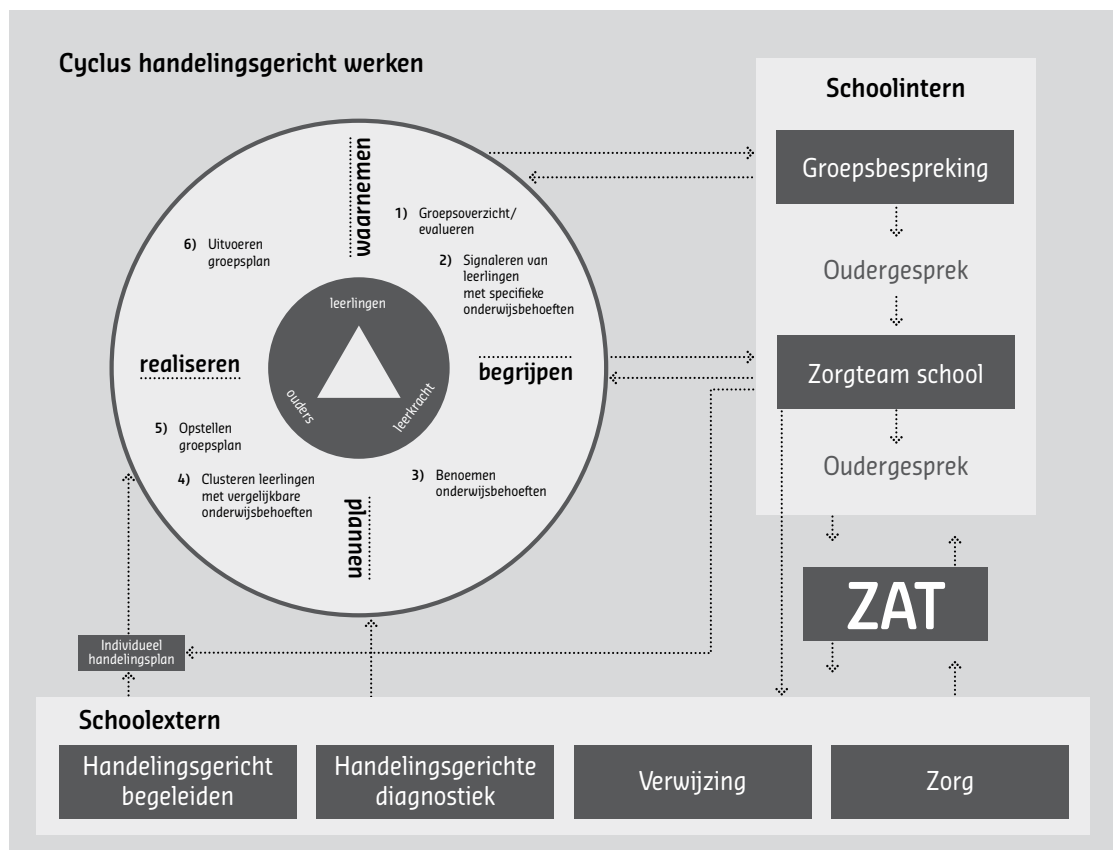 Cyclus handelingsgericht werken
waarnemen
1) Groepsoverzicht/
evalueren
2) Signaleren van
leerlingen
met specifieke
onderwijsbehoeften
begrijpen
3) Benoemen
onderwijsbehoeften
plannen
4) Clusteren leerlingen
met vergelijkbare
onderwijsbehoeften
5) Opstellen
groepsplan
realiseren
6) Uitvoeren
groepsplan
leerlingen
ouders
leerkracht
Schoolintern
Groepsbespreking
Oudergesprek
Zorgteam school
Oudergesprek
ZAT
Individueel
handelingsplan
Schoolextern
Handelingsgericht
begeleiden
Handelingsgerichte
diagnostiek
Verwijzing
Zorg